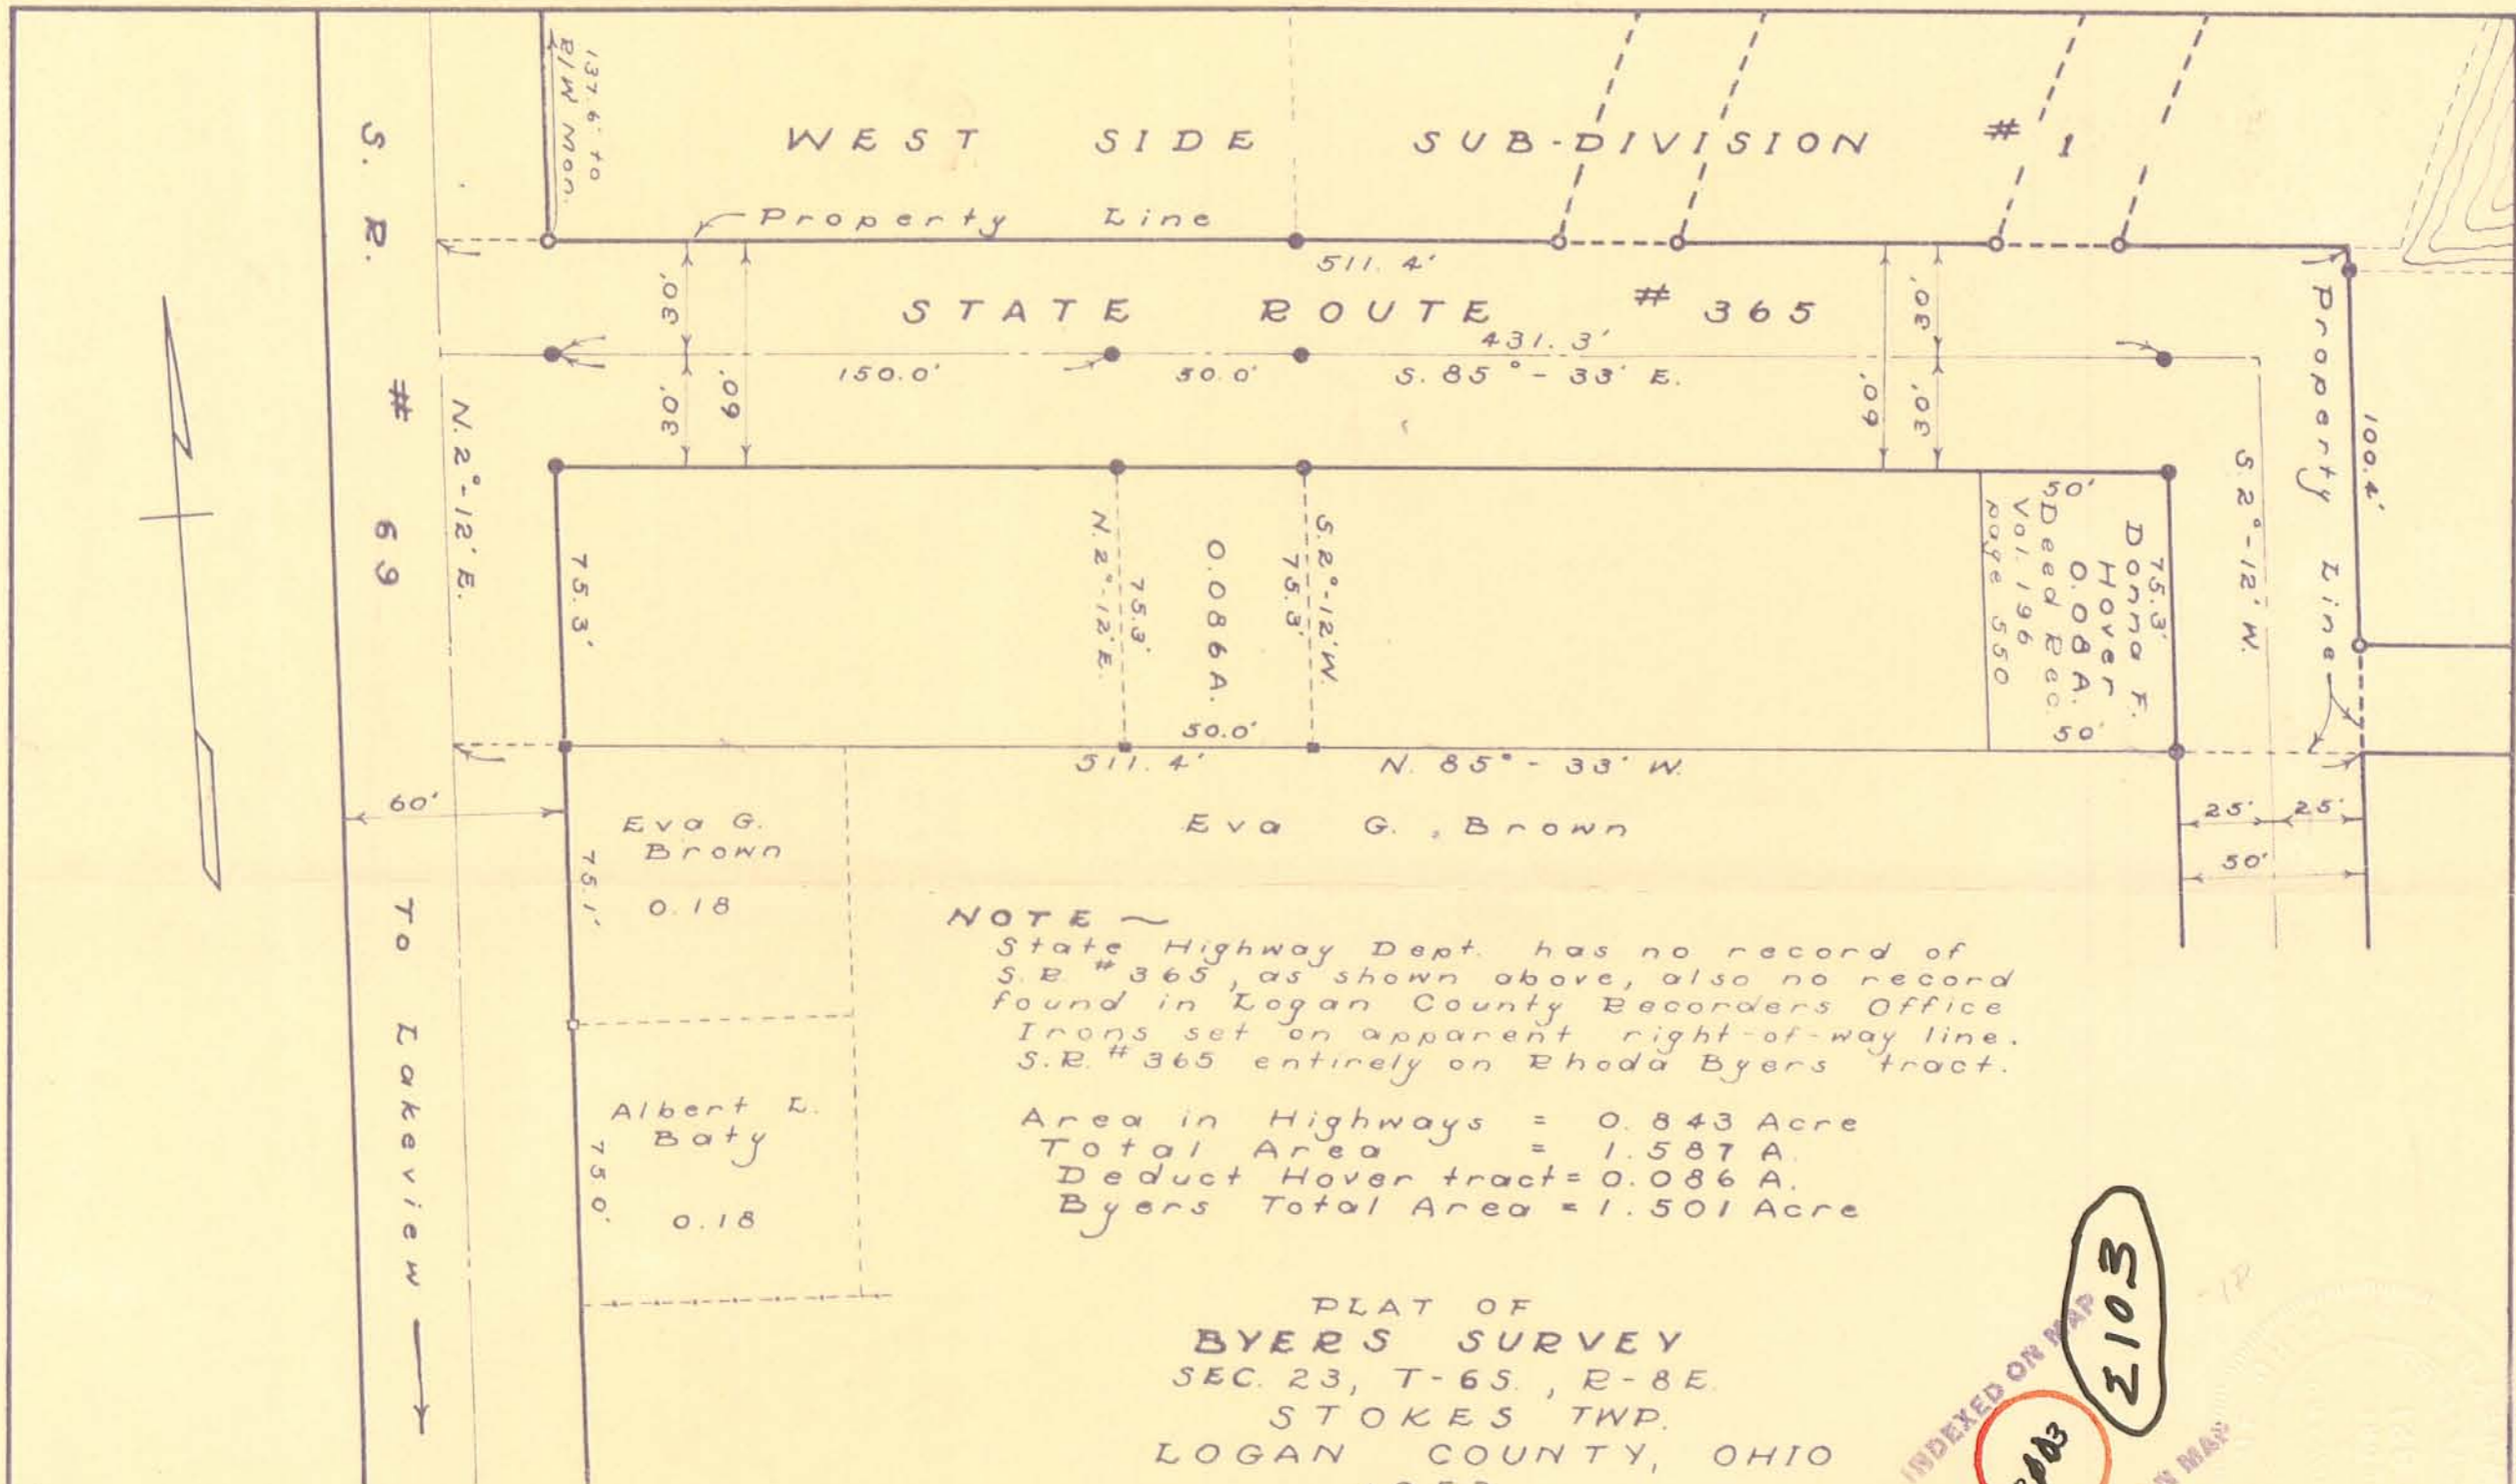 137.6' to
R/W Mon.
WEST SIDE SUB-DIVISION # 1
Property Line
511.4'
STATE ROUTE # 365
30'
30'
60'
431.3'
150.0'
50.0'
S. 85° - 33' E.
30'
30'
60'
S. R. # 69 TO Lakeview
N. 2° - 12' E.
Property Line
100.4'
S. 2° - 12' W.
75.3'
N. 2° - 12' E.
75.3'
0.086 A.
75.3'
S. 2° - 12' W.
50.0'
50'
75.3'
Donna F.
Hover
0.08 A.
Deed Rec.
Vol. 196
page 550
50'
511.4'
N. 85° - 33' W.
60'
Eva G.
Brown
0.18
75.1'
Eva G. Brown
25' 25'
50'
Albert L.
Baty
0.18
75.0'
NOTE ~
State Highway Dept. has no record of
S.R. # 365, as shown above, also no record
found in Logan County Recorders Office
Irons set on apparent right-of-way line.
S.R. # 365 entirely on Rhoda Byers tract.
Area in Highways = 0.843 Acre
Total Area = 1.587 A.
Deduct Hover tract = 0.086 A.
Byers Total Area = 1.501 Acre
PLAT OF
BYERS SURVEY
SEC. 23, T-6S., R-8E.
STOKES TWP.
LOGAN COUNTY, OHIO
INDEXED ON MAP
N MAP